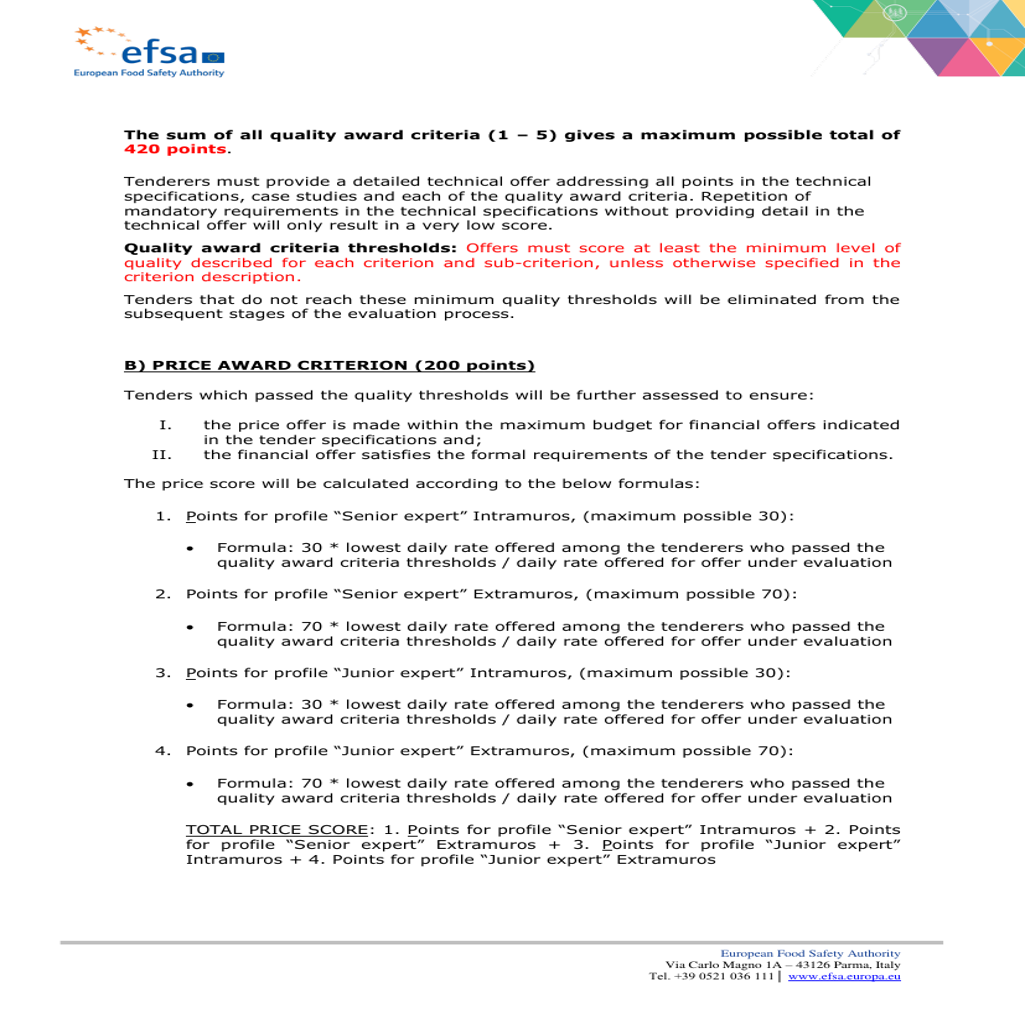 efsa
European Food Safety Authority
The sum of all quality award criteria (1 – 5) gives a maximum possible total of
420 points.
Tenderers must provide a detailed technical offer addressing all points in the technical
specifications, case studies and each of the quality award criteria. Repetition of
mandatory requirements in the technical specifications without providing detail in the
technical offer will only result in a very low score.
Quality award criteria thresholds: Offers must score at least the minimum level of
quality described for each criterion and sub-criterion, unless otherwise specified in the
criterion description.
Tenders that do not reach these minimum quality thresholds will be eliminated from the
subsequent stages of the evaluation process.
B) PRICE AWARD CRITERION (200 points)
Tenders which passed the quality thresholds will be further assessed to ensure:
I. the price offer is made within the maximum budget for financial offers indicated
in the tender specifications and;
II. the financial offer satisfies the formal requirements of the tender specifications.
The price score will be calculated according to the below formulas:
1. Points for profile “Senior expert” Intramuros, (maximum possible 30):
• Formula: 30 * lowest daily rate offered among the tenderers who passed the
quality award criteria thresholds / daily rate offered for offer under evaluation
2. Points for profile “Senior expert” Extramuros, (maximum possible 70):
• Formula: 70 * lowest daily rate offered among the tenderers who passed the
quality award criteria thresholds / daily rate offered for offer under evaluation
3. Points for profile “Junior expert” Intramuros, (maximum possible 30):
• Formula: 30 * lowest daily rate offered among the tenderers who passed the
quality award criteria thresholds / daily rate offered for offer under evaluation
4. Points for profile “Junior expert” Extramuros, (maximum possible 70):
• Formula: 70 * lowest daily rate offered among the tenderers who passed the
quality award criteria thresholds / daily rate offered for offer under evaluation
TOTAL PRICE SCORE: 1. Points for profile “Senior expert” Intramuros + 2. Points
for profile “Senior expert” Extramuros + 3. Points for profile “Junior expert”
Intramuros + 4. Points for profile “Junior expert” Extramuros
European Food Safety Authority
Via Carlo Magno 1A – 43126 Parma, Italy
Tel. +39 0521 036 111│ www.efsa.europa.eu